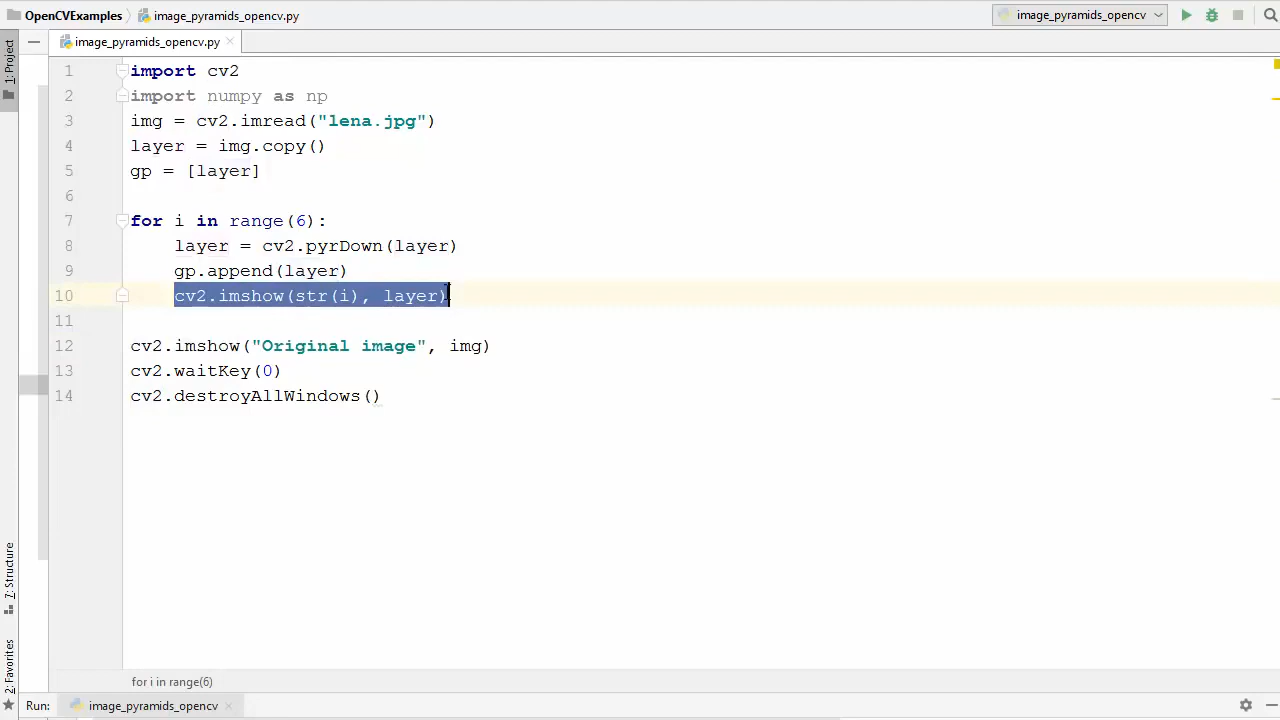 OpenCVExamples image_pyramids_opencv.py
image_pyramids_opencv
image_pyramids_opencv.py
1: Project
1 import cv2
2 import numpy as np
3 img = cv2.imread("lena.jpg")
4 layer = img.copy()
5 gp = [layer]
6
7 for i in range(6):
8 layer = cv2.pyrDown(layer)
9 gp.append(layer)
10 cv2.imshow(str(i), layer)
11
12 cv2.imshow("Original image", img)
13 cv2.waitKey(0)
14 cv2.destroyAllWindows()
7: Structure
2: Favorites
for i in range(6)
Run: image_pyramids_opencv